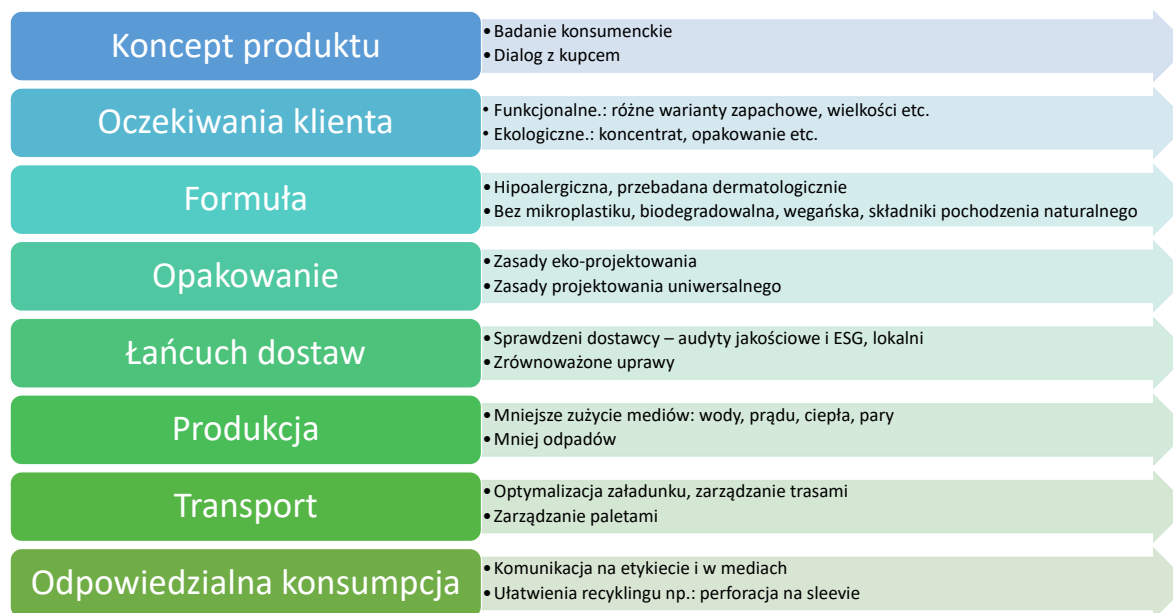 Koncept produktu
• Badanie konsumenckie
• Dialog z kupcem
Oczekiwania klienta
• Funkcjonalne.: różne warianty zapachowe, wielkości etc.
• Ekologiczne.: koncentrat, opakowanie etc.
Formuła
• Hipoalergiczna, przebadana dermatologicznie
• Bez mikroplastiku, biodegradowalna, wegańska, składniki pochodzenia naturalnego
Opakowanie
• Zasady eko-projektowania
• Zasady projektowania uniwersalnego
Łańcuch dostaw
• Sprawdzeni dostawcy – audyty jakościowe i ESG, lokalni
• Zrównoważone uprawy
Produkcja
• Mniejsze zużycie mediów: wody, prądu, ciepła, pary
• Mniej odpadów
Transport
• Optymalizacja załadunku, zarządzanie trasami
• Zarządzanie paletami
Odpowiedzialna konsumpcja
• Komunikacja na etykiecie i w mediach
• Ułatwienia recyklingu np.: perforacja na sleevie